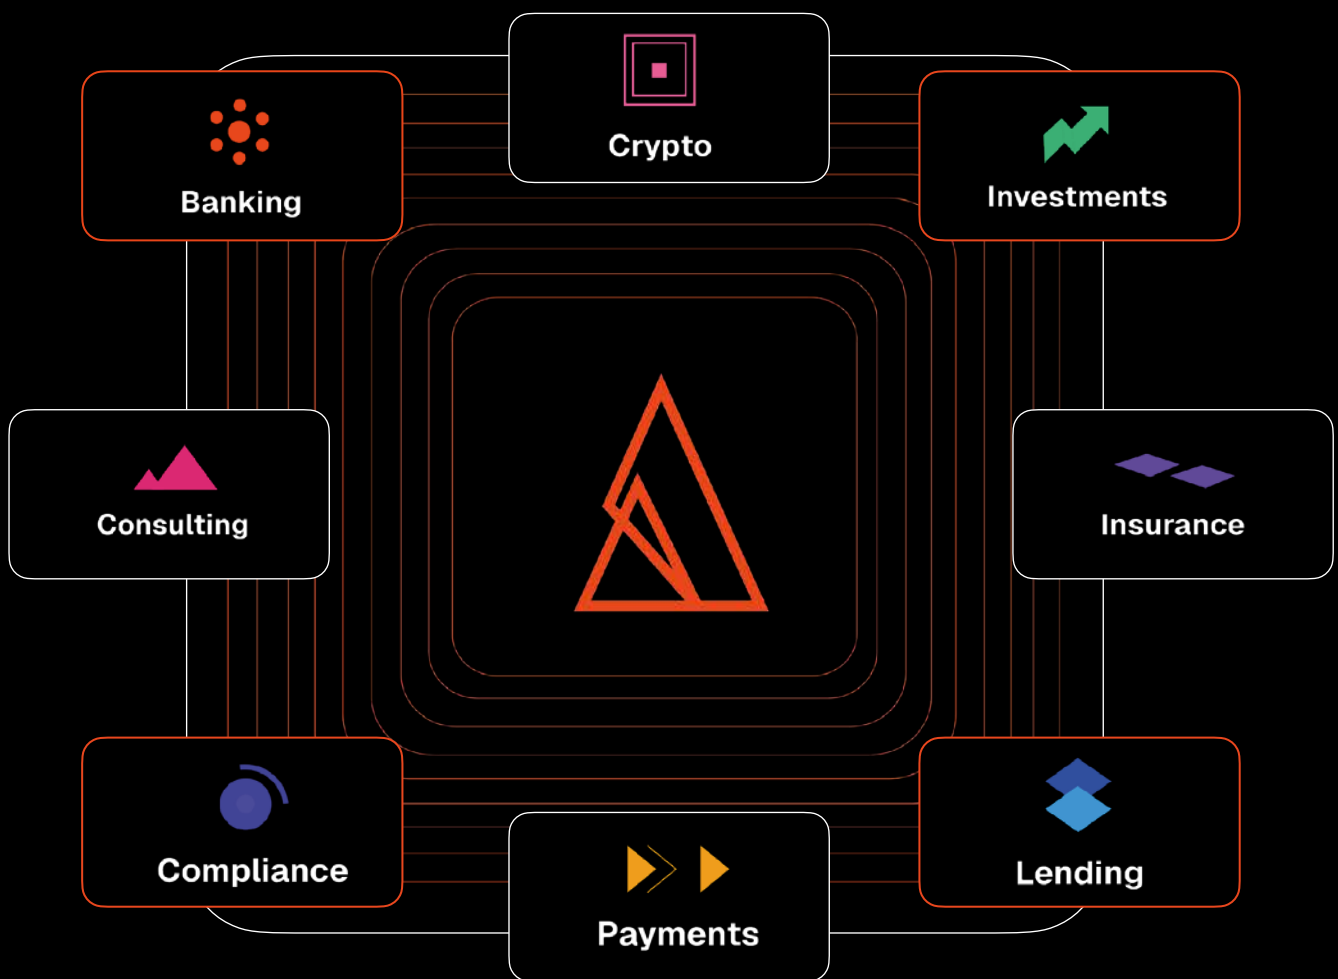 Crypto
Banking
Investments
Consulting
Insurance
Compliance
Lending
Payments